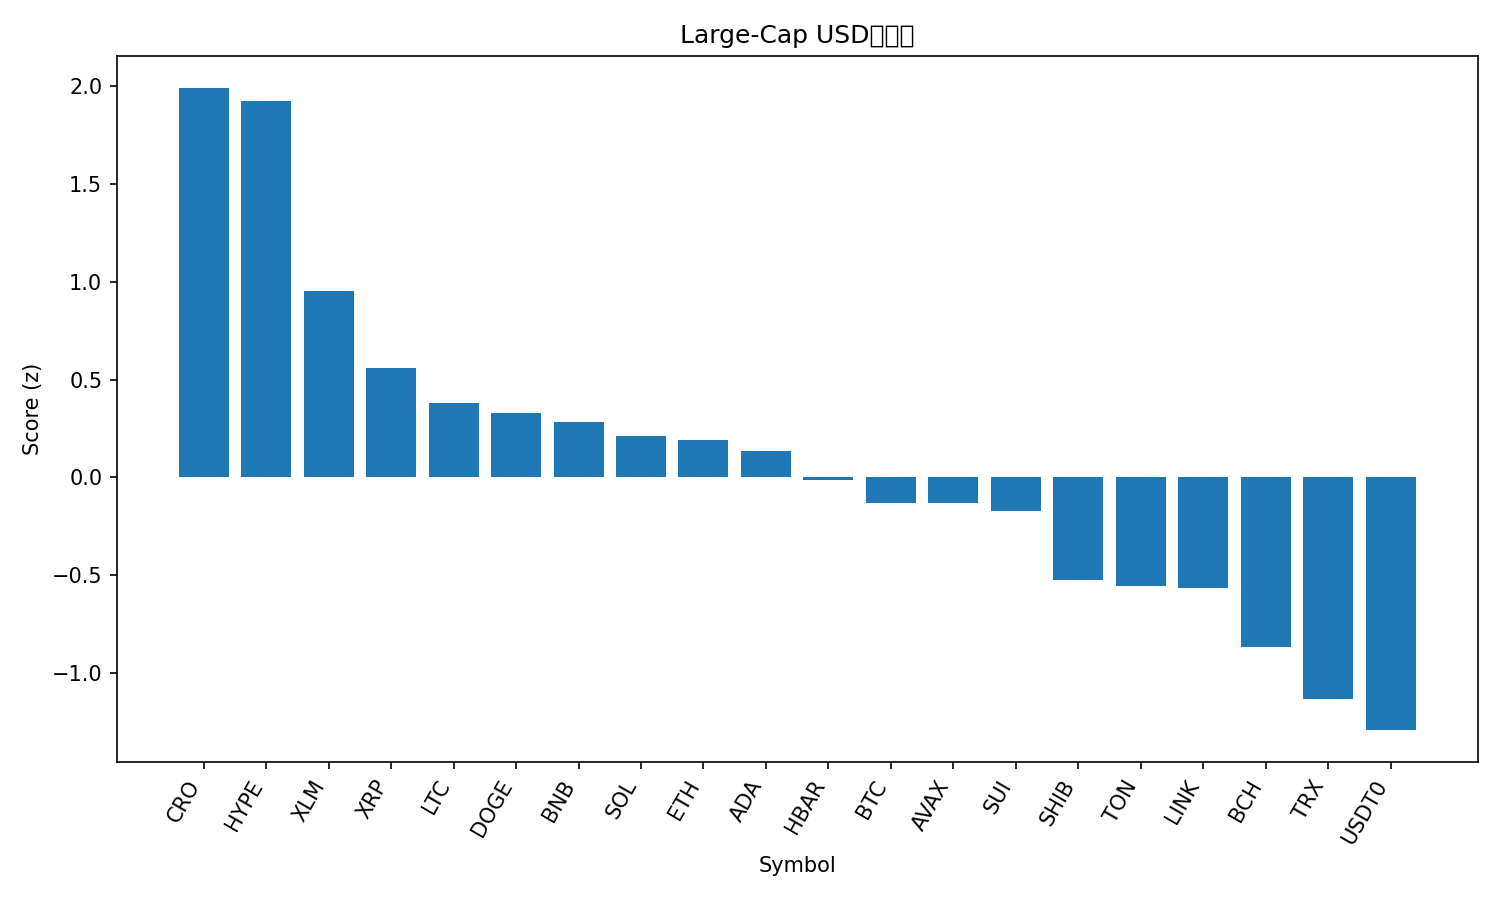 Large-Cap USD
Score (z)
2.0
1.5
1.0
0.5
0.0
−0.5
−1.0
CRO
HYPE
XLM
XRP
LTC
DOGE
BNB
SOL
ETH
ADA
HBAR
BTC
AVAX
SUI
SHIB
TON
LINK
BCH
TRX
USDT0
Symbol